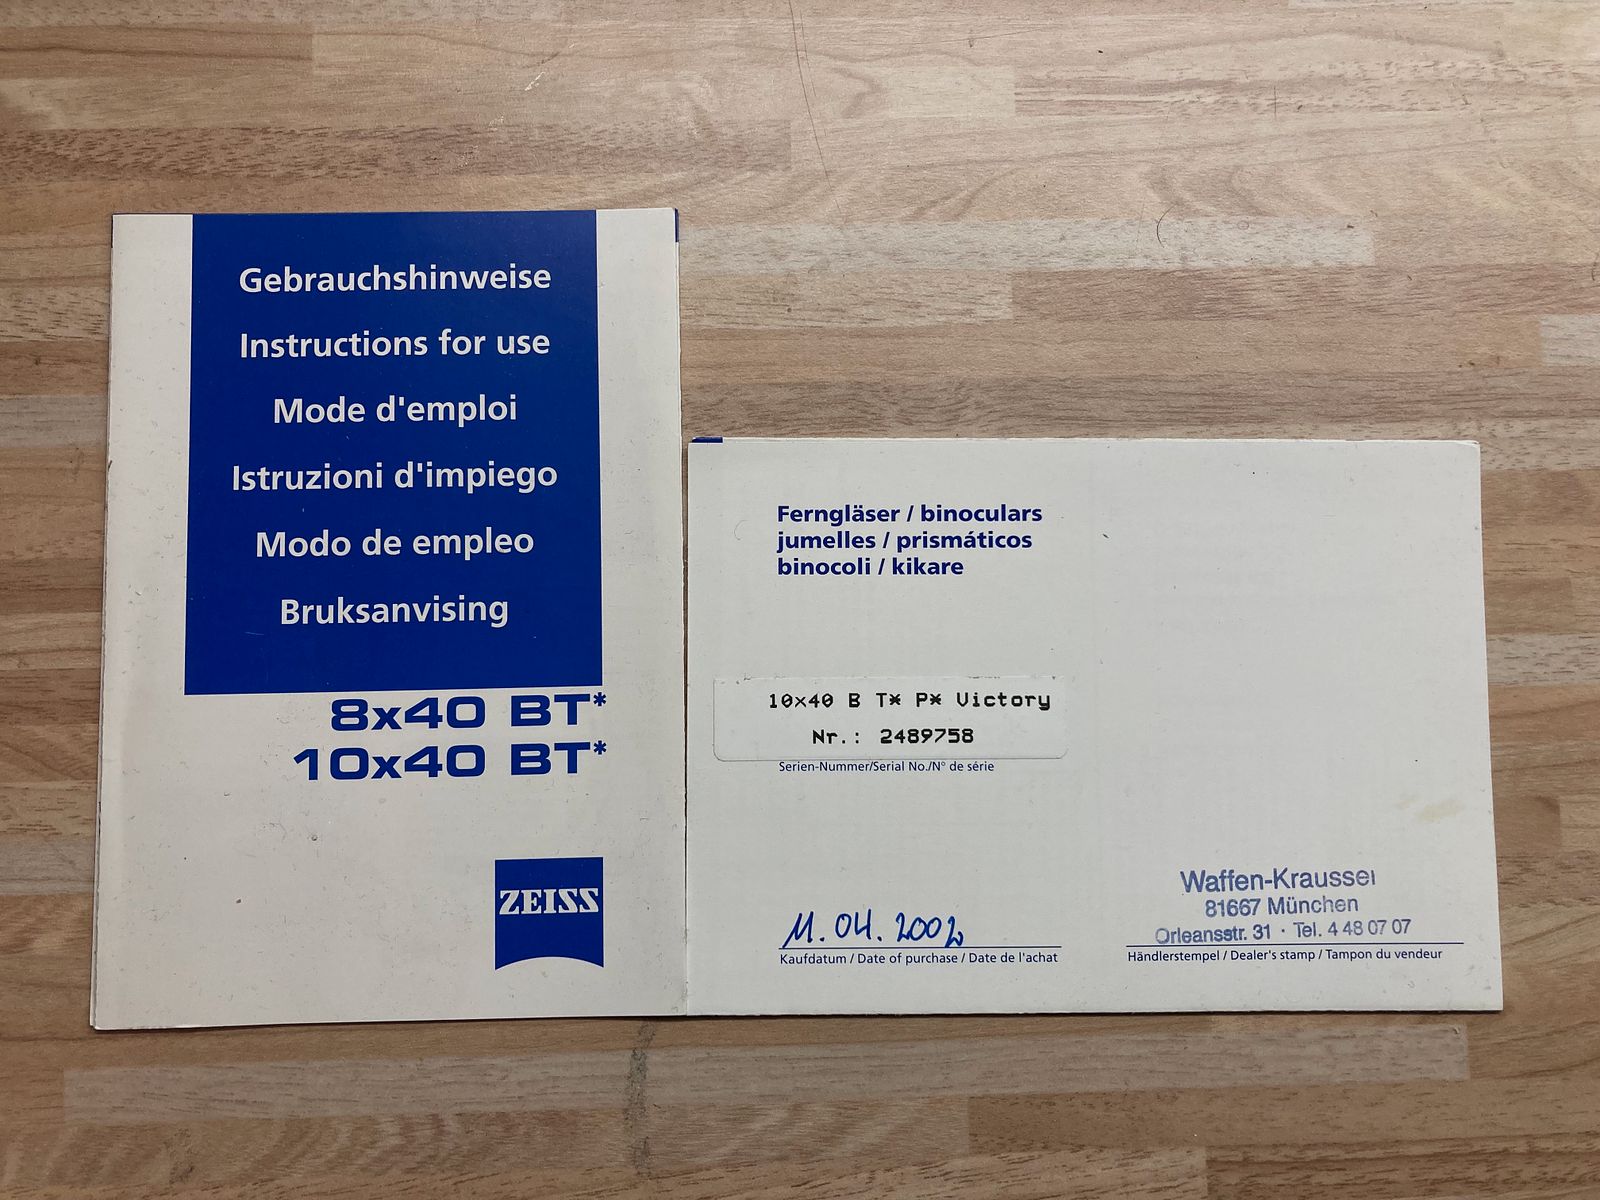 Gebrauchshinweise
Instructions for use
Mode d'emploi
Istruzioni d'impiego
Modo de empleo
Bruksanvising
8x40 BT*
10x40 BT*
ZEISS
Ferngläser / binoculars
jumelles / prismáticos
binocoli / kikare
10x40 B T* P* Victory
Nr.: 2489758
Serien-Nummer/Serial No./N° de série
11.04.2002
Kaufdatum / Date of purchase / Date de l'achat
Waffen-Kraussel
81667 München
Orleansstr. 31 · Tel. 4 48 07 07
Händlerstempel / Dealer's stamp / Tampon du vendeur